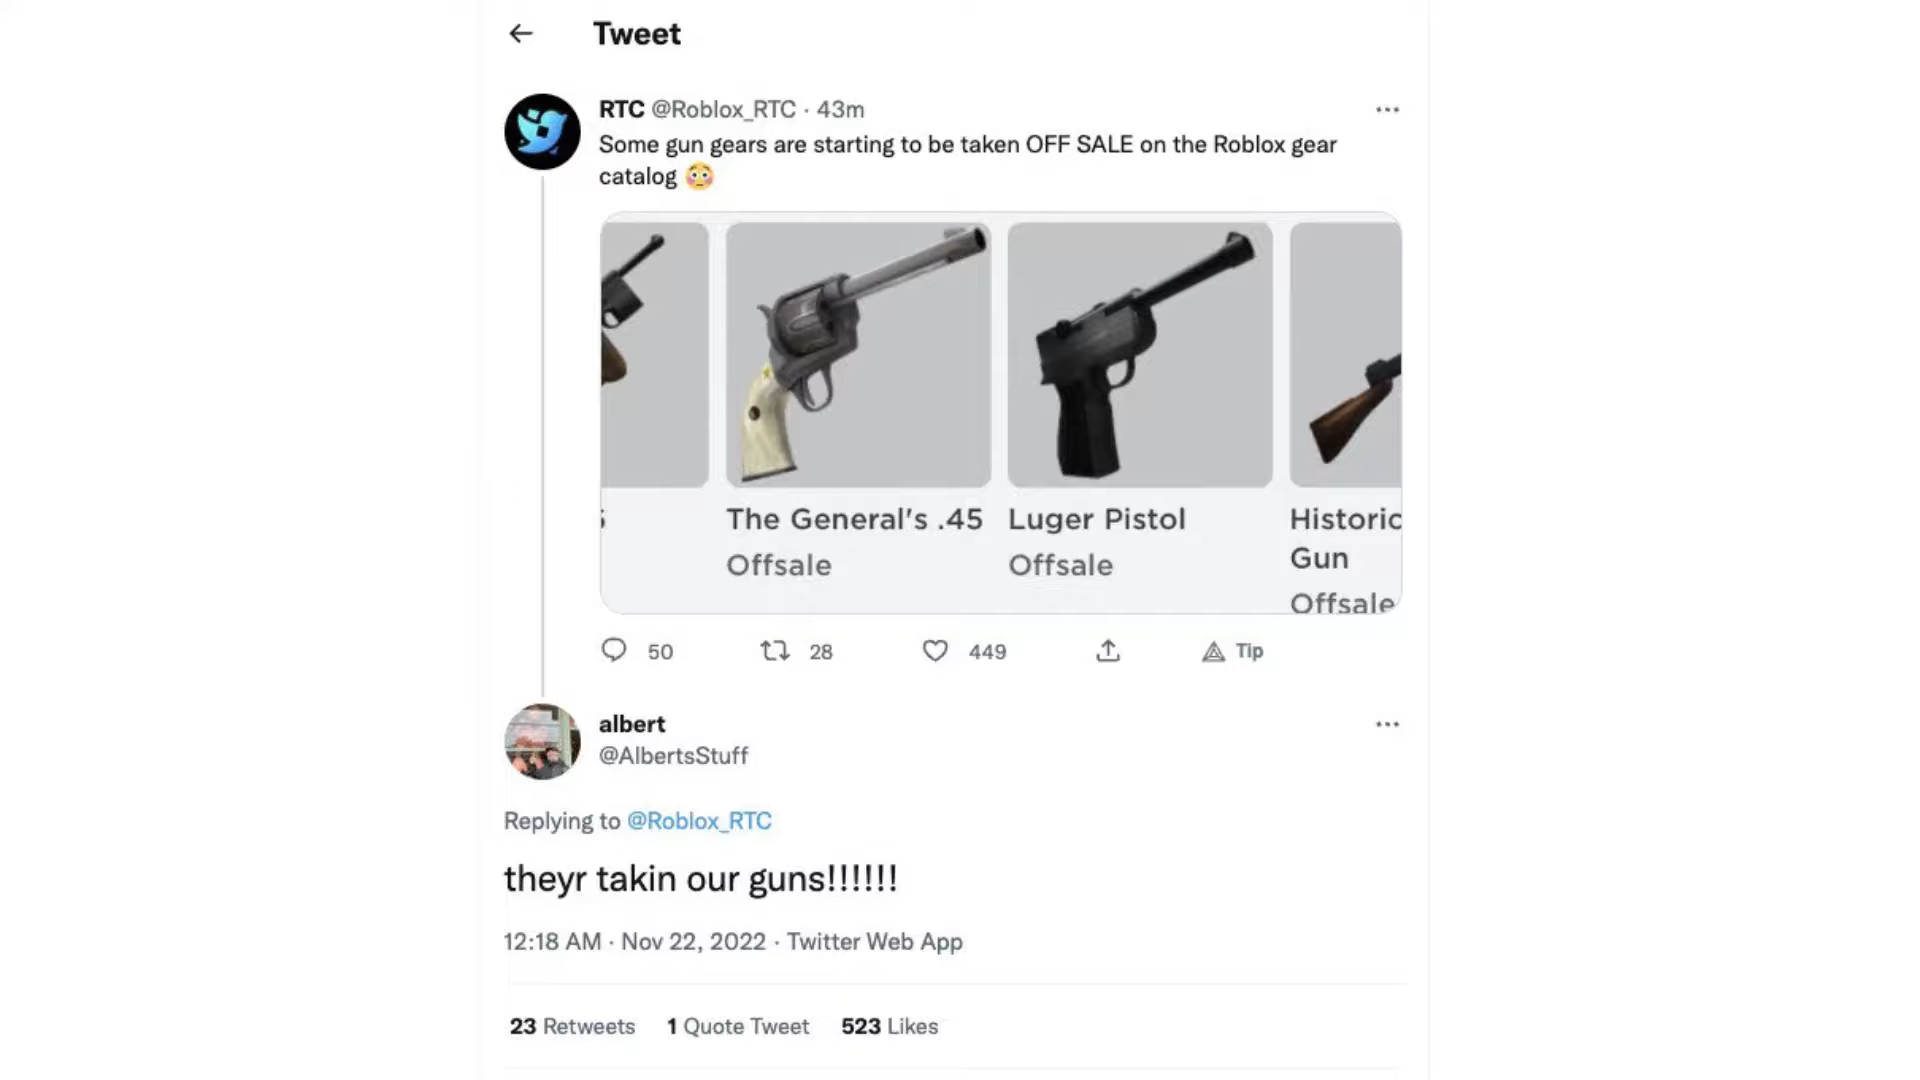 Tweet
RTC @Roblox_RTC · 43m
Some gun gears are starting to be taken OFF SALE on the Roblox gear
catalog 😳
The General's .45
Offsale
Luger Pistol
Offsale
Historic
Gun
Offsale
50
28
449
Tip
albert
@AlbertsStuff
Replying to @Roblox_RTC
theyr takin our guns!!!!!!
12:18 AM · Nov 22, 2022 · Twitter Web App
23 Retweets 1 Quote Tweet 523 Likes